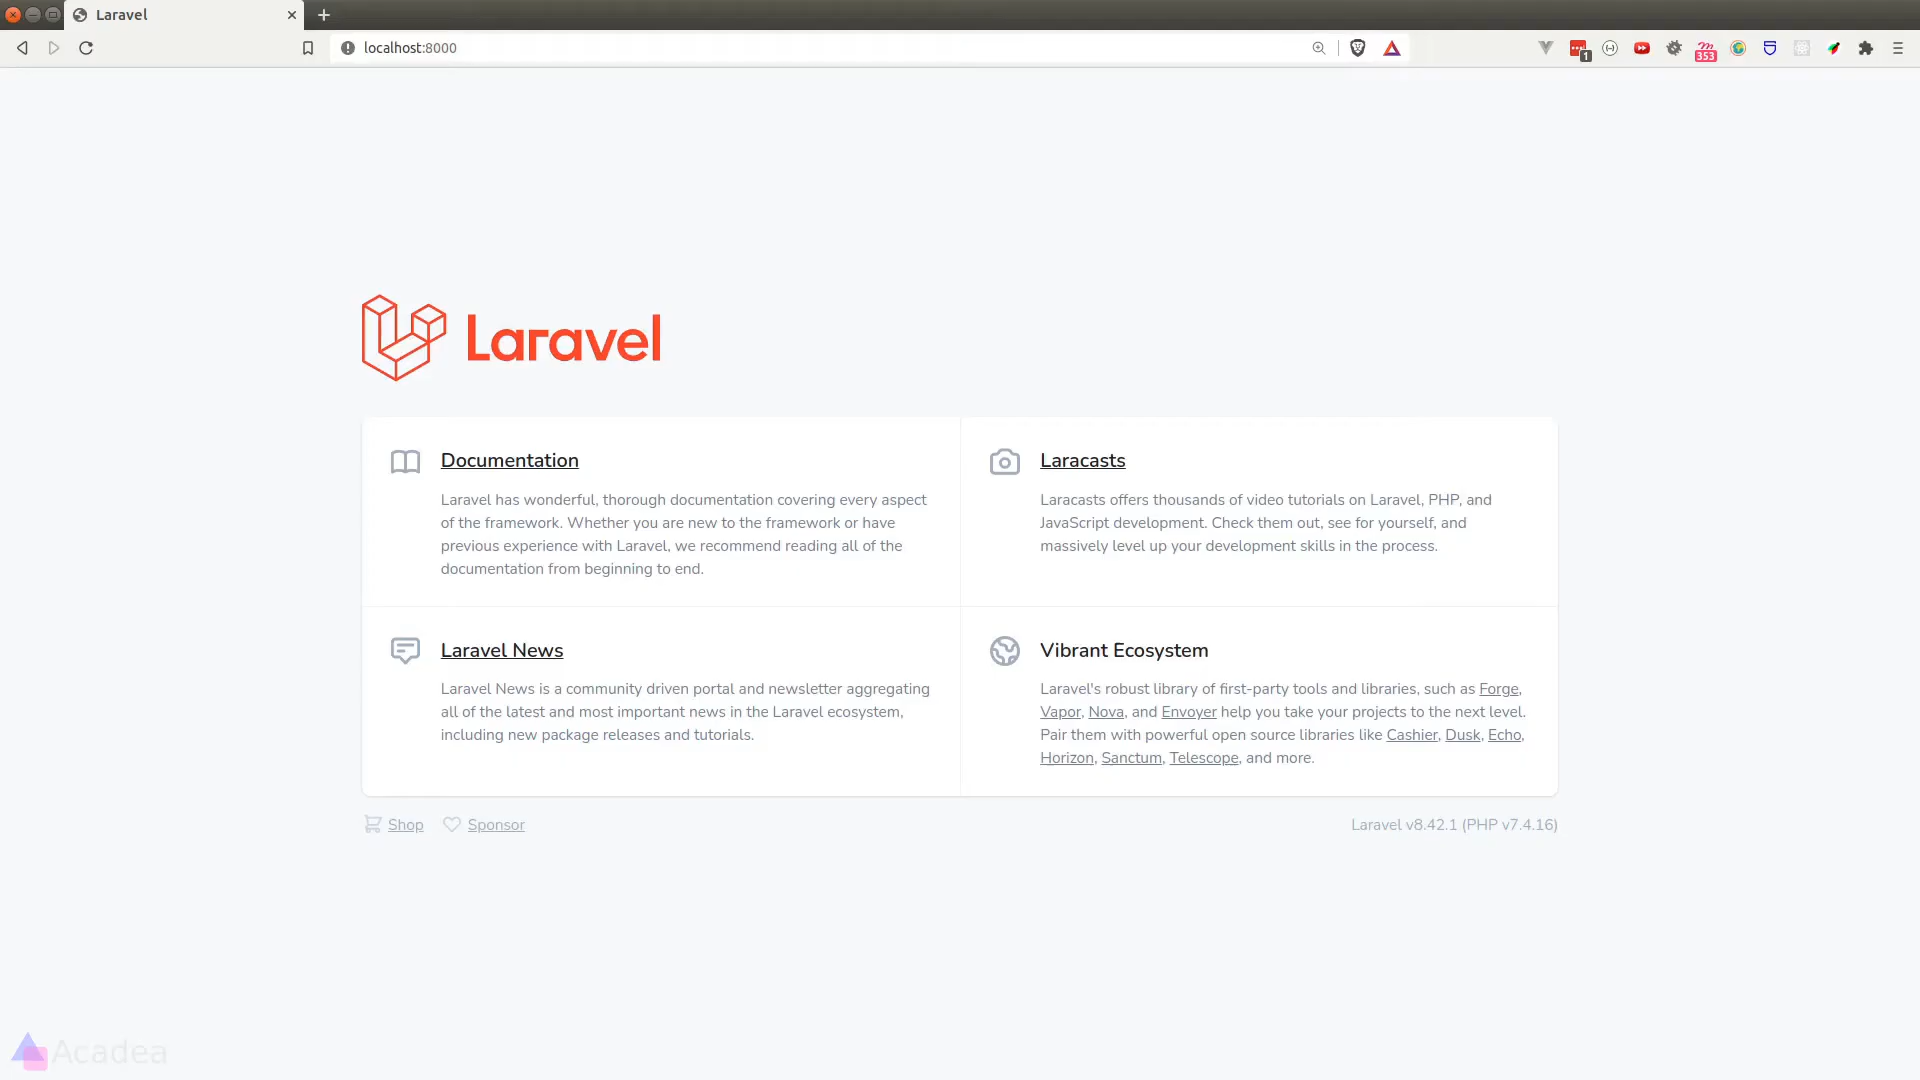 Laravel
localhost:8000
1
353
Laravel
Documentation
Laravel has wonderful, thorough documentation covering every aspect
of the framework. Whether you are new to the framework or have
previous experience with Laravel, we recommend reading all of the
documentation from beginning to end.
Laracasts
Laracasts offers thousands of video tutorials on Laravel, PHP, and
JavaScript development. Check them out, see for yourself, and
massively level up your development skills in the process.
Laravel News
Laravel News is a community driven portal and newsletter aggregating
all of the latest and most important news in the Laravel ecosystem,
including new package releases and tutorials.
Vibrant Ecosystem
Laravel's robust library of first-party tools and libraries, such as Forge,
Vapor, Nova, and Envoyer help you take your projects to the next level.
Pair them with powerful open source libraries like Cashier, Dusk, Echo,
Horizon, Sanctum, Telescope, and more.
Shop Sponsor
Laravel v8.42.1 (PHP v7.4.16)
Acadea